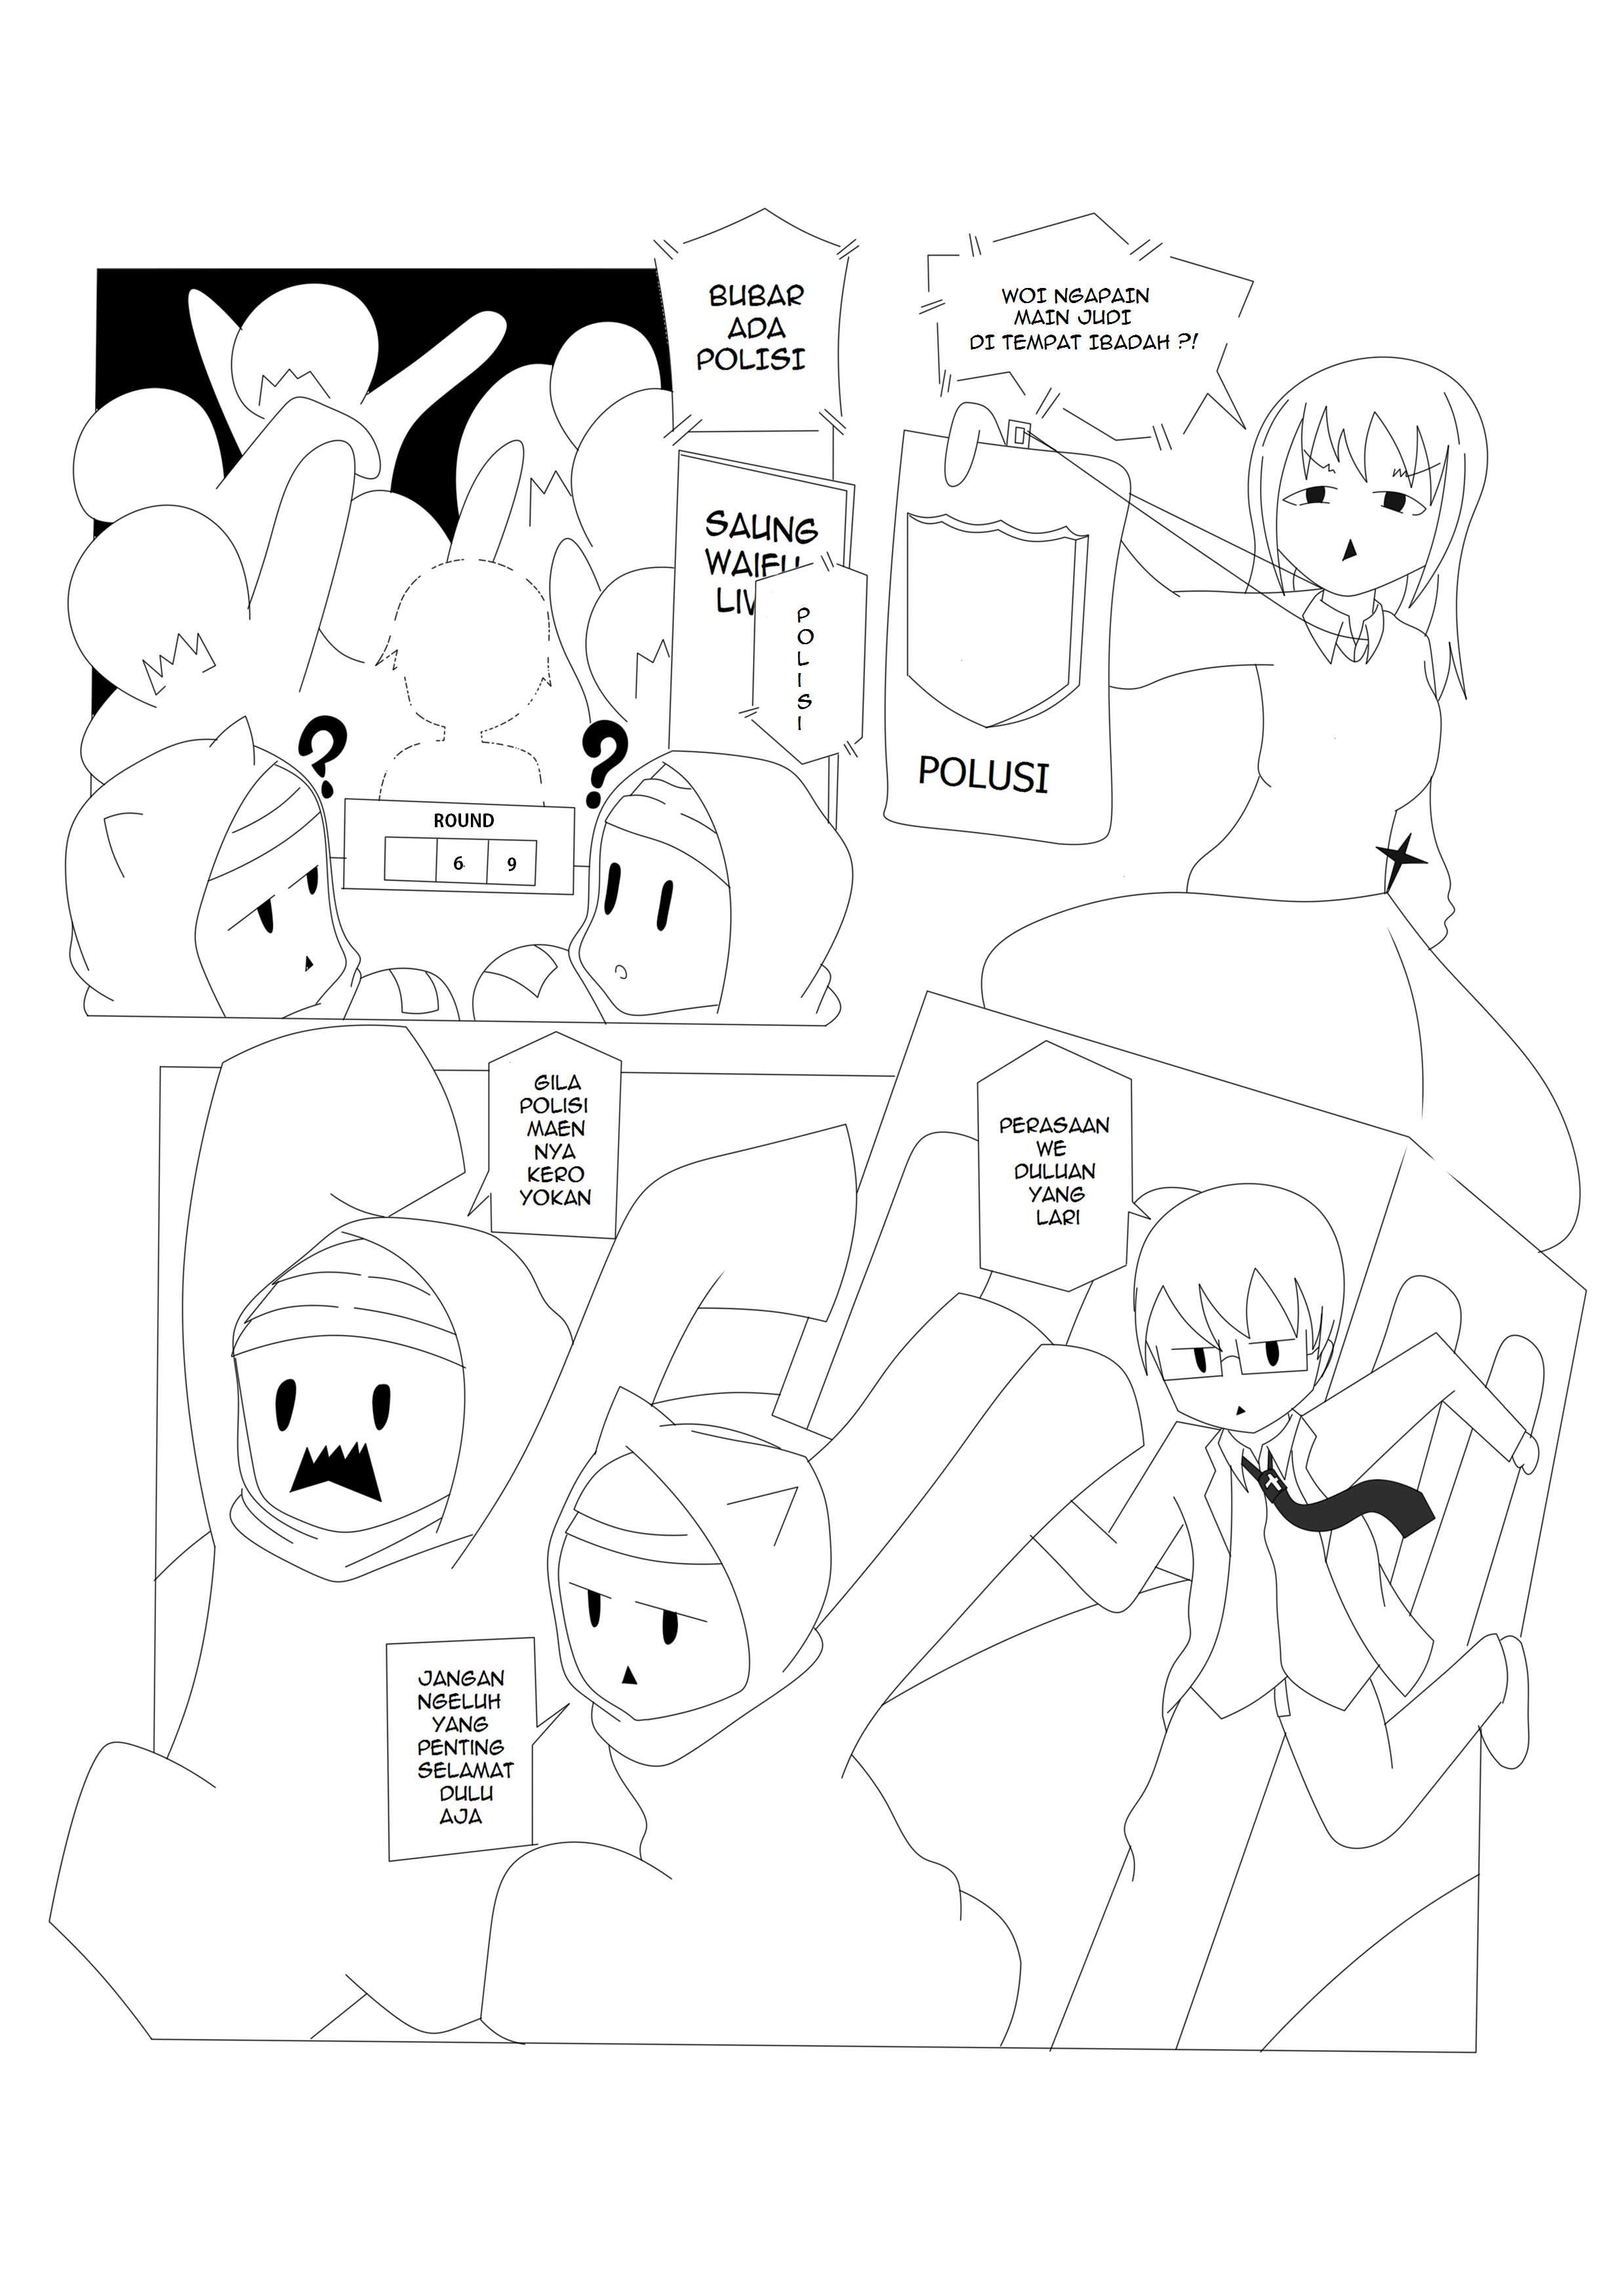 BUBAR
ADA
POLISI
WOI NGAPAIN
MAIN JUDI
DI TEMPAT IBADAH ?!
SAUNG
WAIFU
LIV
POLISI
POLUSI
ROUND
6 9
GILA
POLISI
MAEN
NYA
KERO
YOKAN
PERASAAN
WE
DULUAN
YANG
LARI
JANGAN
NGELUH
YANG
PENTING
SELAMAT
DULU
AJA